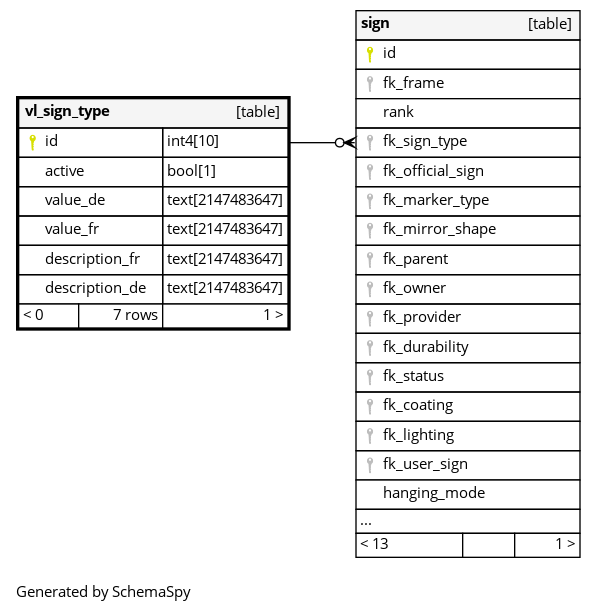 vl_sign_type [table]
id int4[10]
active bool[1]
value_de text[2147483647]
value_fr text[2147483647]
description_fr text[2147483647]
description_de text[2147483647]
< 0 7 rows 1 >
sign [table]
id
fk_frame
rank
fk_sign_type
fk_official_sign
fk_marker_type
fk_mirror_shape
fk_parent
fk_owner
fk_provider
fk_durability
fk_status
fk_coating
fk_lighting
fk_user_sign
hanging_mode
...
< 13 1 >
Generated by SchemaSpy